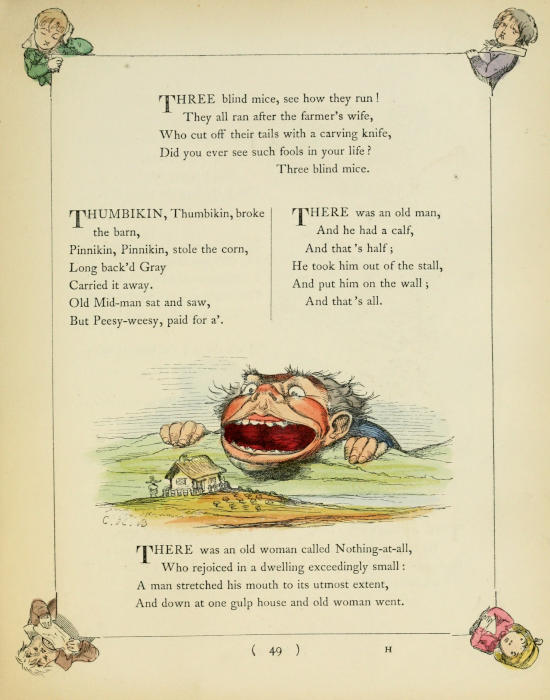 THREE blind mice, see how they run!
They all ran after the farmer's wife,
Who cut off their tails with a carving knife,
Did you ever see such fools in your life?
Three blind mice.
THUMBIKIN, Thumbikin, broke
the barn,
Pinnikin, Pinnikin, stole the corn,
Long back'd Gray
Carried it away.
Old Mid-man sat and saw,
But Peesy-weesy, paid for a'.
THERE was an old man,
And he had a calf,
And that's half;
He took him out of the stall,
And put him on the wall;
And that's all.
C. H. B
THERE was an old woman called Nothing-at-all,
Who rejoiced in a dwelling exceedingly small:
A man stretched his mouth to its utmost extent,
And down at one gulp house and old woman went.
( 49 )
H